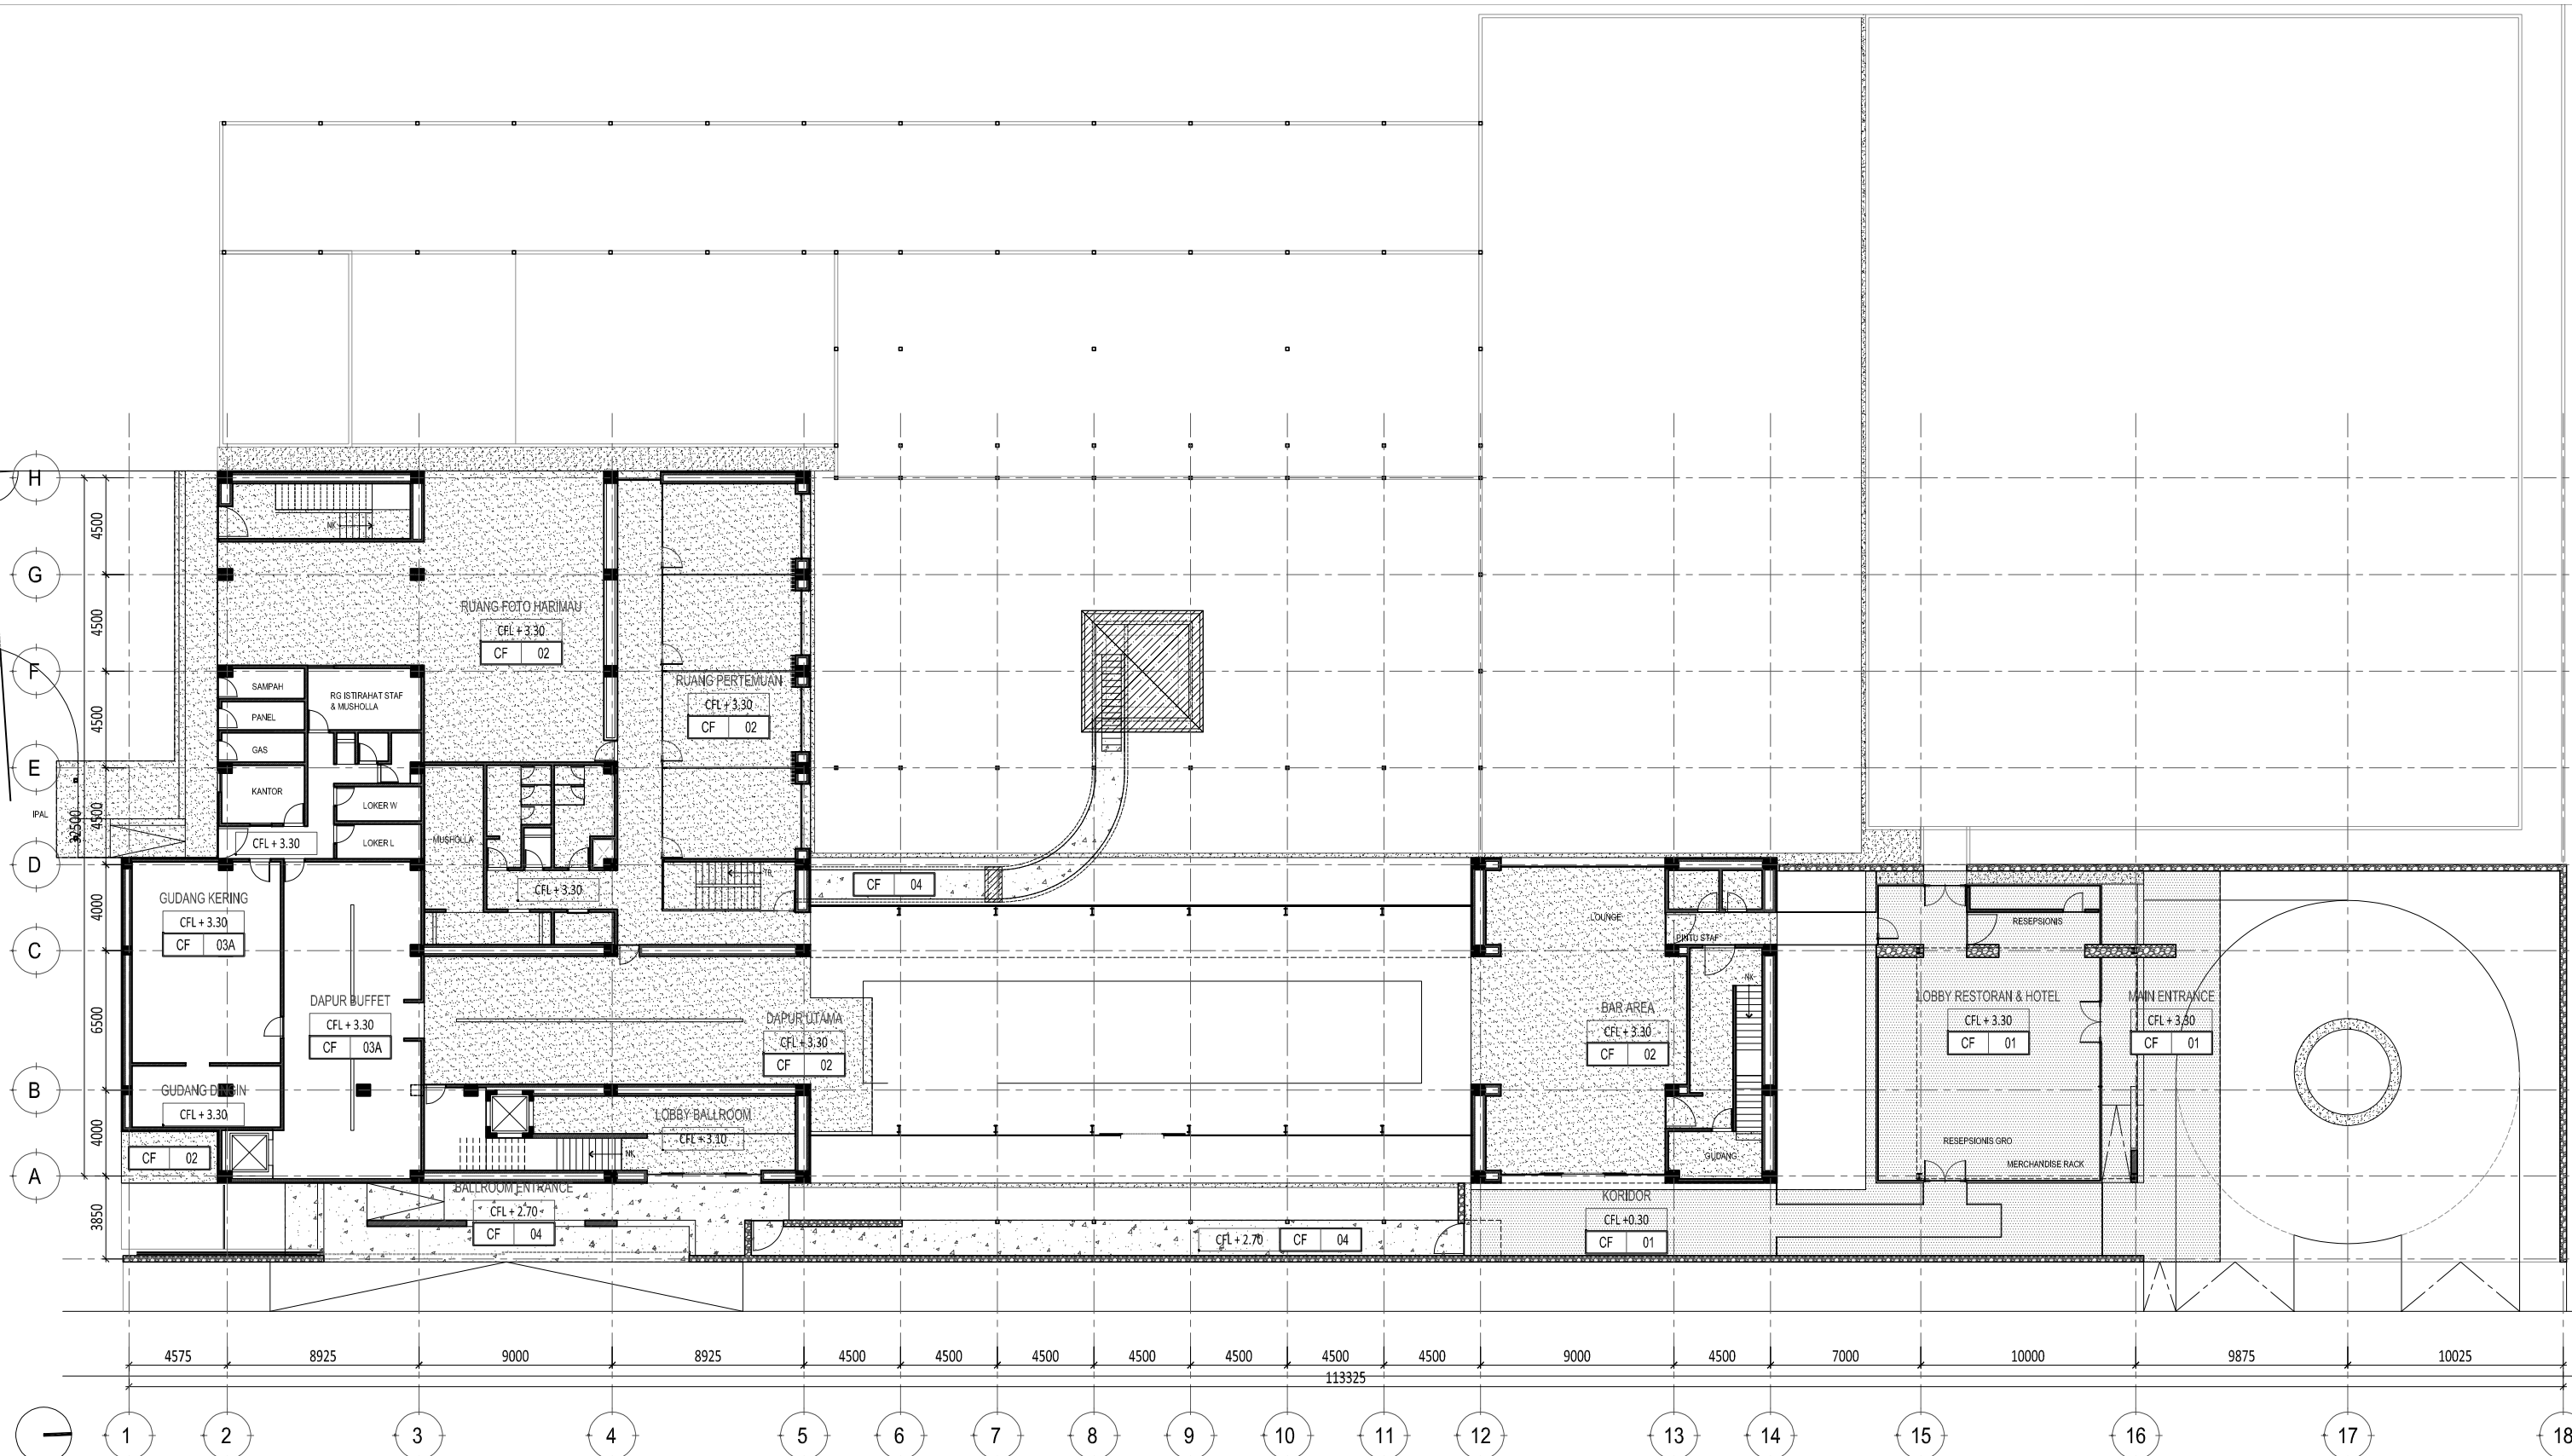 H
4500
NK
G
4500
RUANG FOTO HARIMAU
CFL + 3.30
CF 02
F
SAMPAH
RG ISTIRAHAT STAF
& MUSHOLLA
PANEL
4500
GAS
RUANG PERTEMUAN
CFL + 3.30
CF 02
E
KANTOR
LOKER W
IPAL
32500
4500
CFL + 3.30
LOKER L
MUSHOLLA
D
CFL + 3.30
TR
CF 04
4000
GUDANG KERING
CFL + 3.30
CF 03A
LOUNGE
PINTU STAF
RESEPSIONIS
C
NK
DAPUR BUFFET
CFL + 3.30
CF 03A
6500
DAPUR UTAMA
CFL + 3.30
CF 02
BAR AREA
CFL + 3.30
CF 02
LOBBY RESTORAN & HOTEL
CFL + 3.30
CF 01
MAIN ENTRANCE
CFL + 3.30
CF 01
B
GUDANG DINGIN
CFL + 3.30
LOBBY BALLROOM
CFL + 3.10
4000
NK
CF 02
GUDANG
RESEPSIONIS GRO
MERCHANDISE RACK
A
BALLROOM ENTRANCE
CFL + 2.70
CF 04
3850
KORIDOR
CFL +0.30
CF 01
CFL + 2.70
CF 04
4575 8925 9000 8925 4500 4500 4500 4500 4500 4500 4500 9000 4500 7000 10000 9875 10025
113325
1 2 3 4 5 6 7 8 9 10 11 12 13 14 15 16 17 18